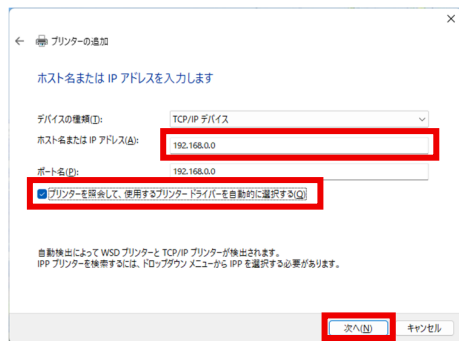 プリンターの追加
ホスト名または IP アドレスを入力します
デバイスの種類(T):
TCP/IP デバイス
ホスト名または IP アドレス(A):
192.168.0.0
ポート名(P):
192.168.0.0
プリンターを照会して、使用するプリンター ドライバーを自動的に選択する(Q)
自動検出によって WSD プリンターと TCP/IP プリンターが検出されます。
IPP プリンターを検索するには、ドロップダウン メニューから IPP を選択する必要があります。
次へ(N)
キャンセル